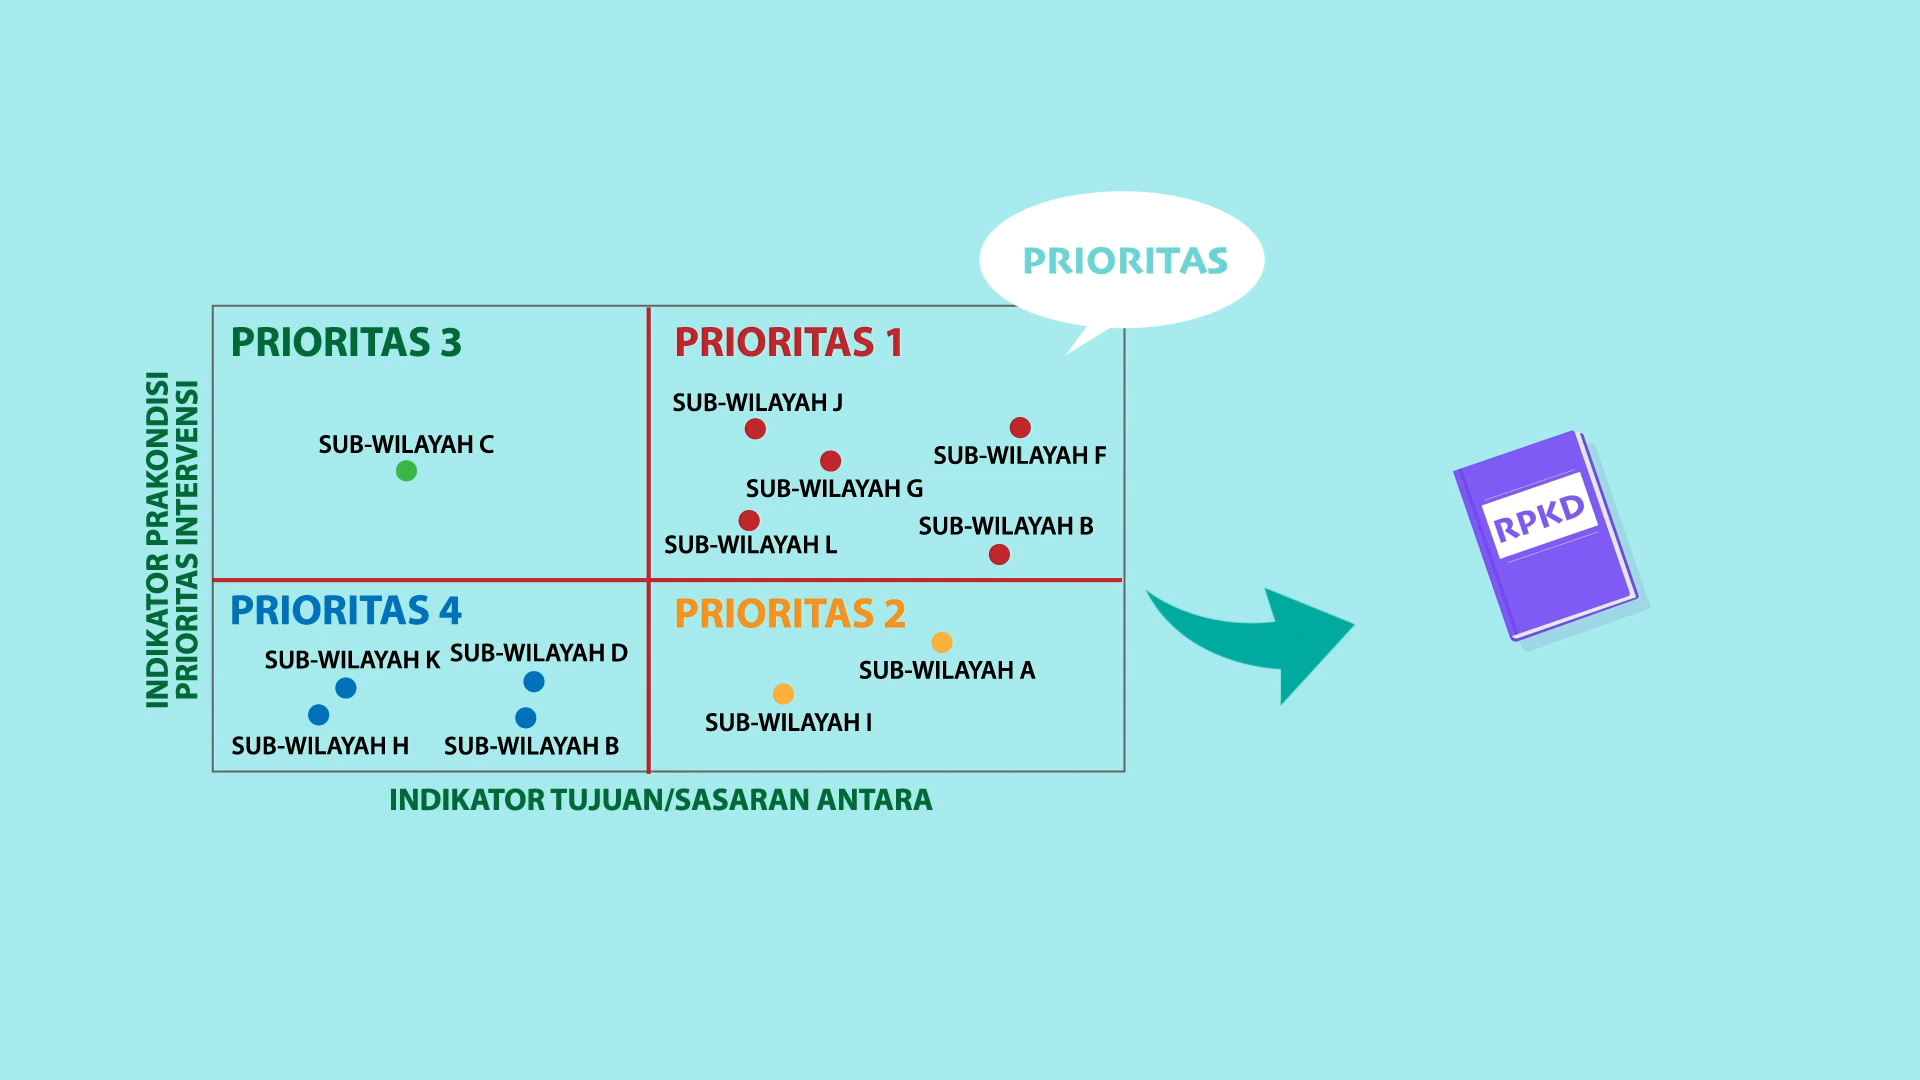 PRIORITAS
PRIORITAS 3
PRIORITAS 1
SUB-WILAYAH J
SUB-WILAYAH C
SUB-WILAYAH F
SUB-WILAYAH G
SUB-WILAYAH B
SUB-WILAYAH L
INDIKATOR PRAKONDISI
PRIORITAS INTERVENSI
RPKD
PRIORITAS 4
PRIORITAS 2
SUB-WILAYAH K
SUB-WILAYAH D
SUB-WILAYAH A
SUB-WILAYAH I
SUB-WILAYAH H
SUB-WILAYAH B
INDIKATOR TUJUAN/SASARAN ANTARA